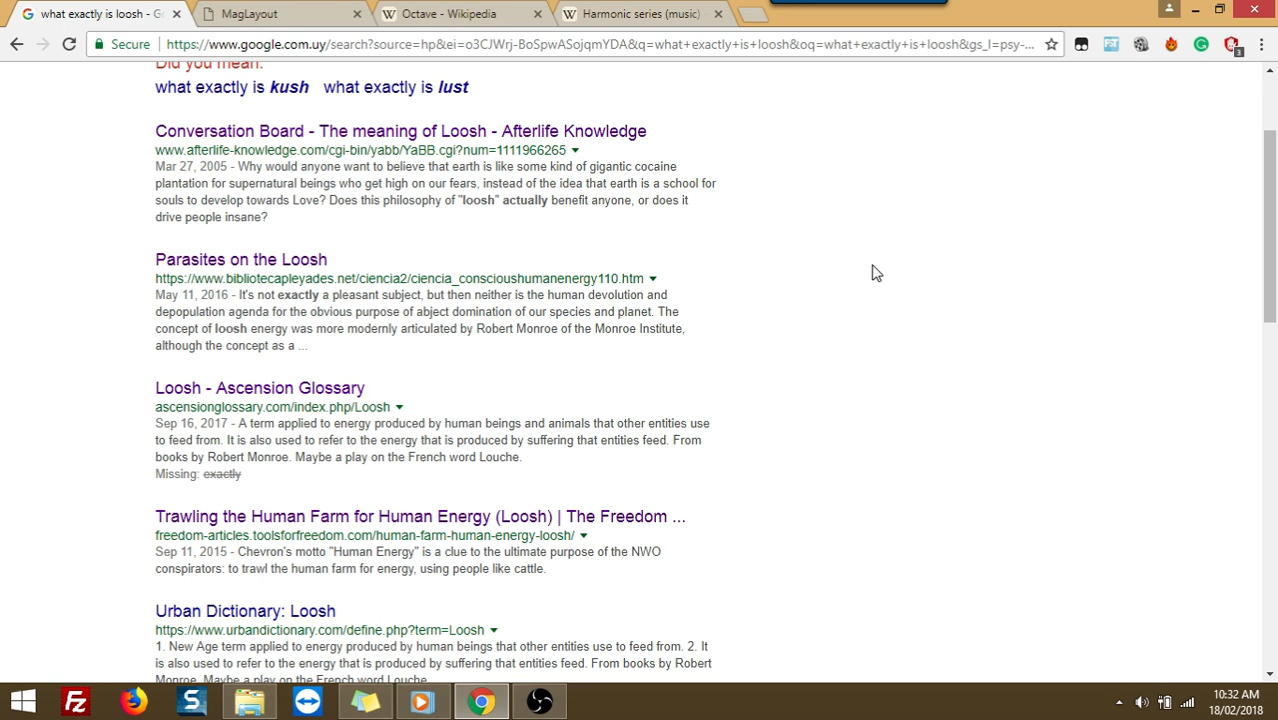 what exactly is loosh - G
MagLayout
Octave - Wikipedia
Harmonic series (music)
Secure
https://www.google.com.uy/search?source=hp&ei=o3CJWrj-BoSpwASgjqmYDA&q=what+exactly+is+loosh&oq=what+exactly+is+loosh&gs_l=psy-...
3
Did you mean:
what exactly is kush what exactly is lust
Conversation Board - The meaning of Loosh - Afterlife Knowledge
www.afterlife-knowledge.com/cgi-bin/yabb/YaBB.cgi?num=1111966265
Mar 27, 2005 - Why would anyone want to believe that earth is like some kind of gigantic cocaine
plantation for supernatural beings who get high on our fears, instead of the idea that earth is a school for
souls to develop towards Love? Does this philosophy of "loosh" actually benefit anyone, or does it
drive people insane?
Parasites on the Loosh
https://www.bibliotecapleyades.net/ciencia2/ciencia_conscioushumanenergy110.htm
May 11, 2016 - It's not exactly a pleasant subject, but then neither is the human devolution and
depopulation agenda for the obvious purpose of abject domination of our species and planet. The
concept of loosh energy was more modernly articulated by Robert Monroe of the Monroe Institute,
although the concept as a ...
Loosh - Ascension Glossary
ascensionglossary.com/index.php/Loosh
Sep 16, 2017 - A term applied to energy produced by human beings and animals that other entities use
to feed from. It is also used to refer to the energy that is produced by suffering that entities feed. From
books by Robert Monroe. Maybe a play on the French word Louche.
Missing: exactly
Trawling the Human Farm for Human Energy (Loosh) | The Freedom ...
freedom-articles.toolsforfreedom.com/human-farm-human-energy-loosh/
Sep 11, 2015 - Chevron's motto "Human Energy" is a clue to the ultimate purpose of the NWO
conspirators: to trawl the human farm for energy, using people like cattle.
Urban Dictionary: Loosh
https://www.urbandictionary.com/define.php?term=Loosh
1. New Age term applied to energy produced by human beings that other entities use to feed from. 2. It
is also used to refer to the energy that is produced by suffering that entities feed. From books by Robert
Monroe. Maybe a play on the French word Louche.
10:32 AM
18/02/2018